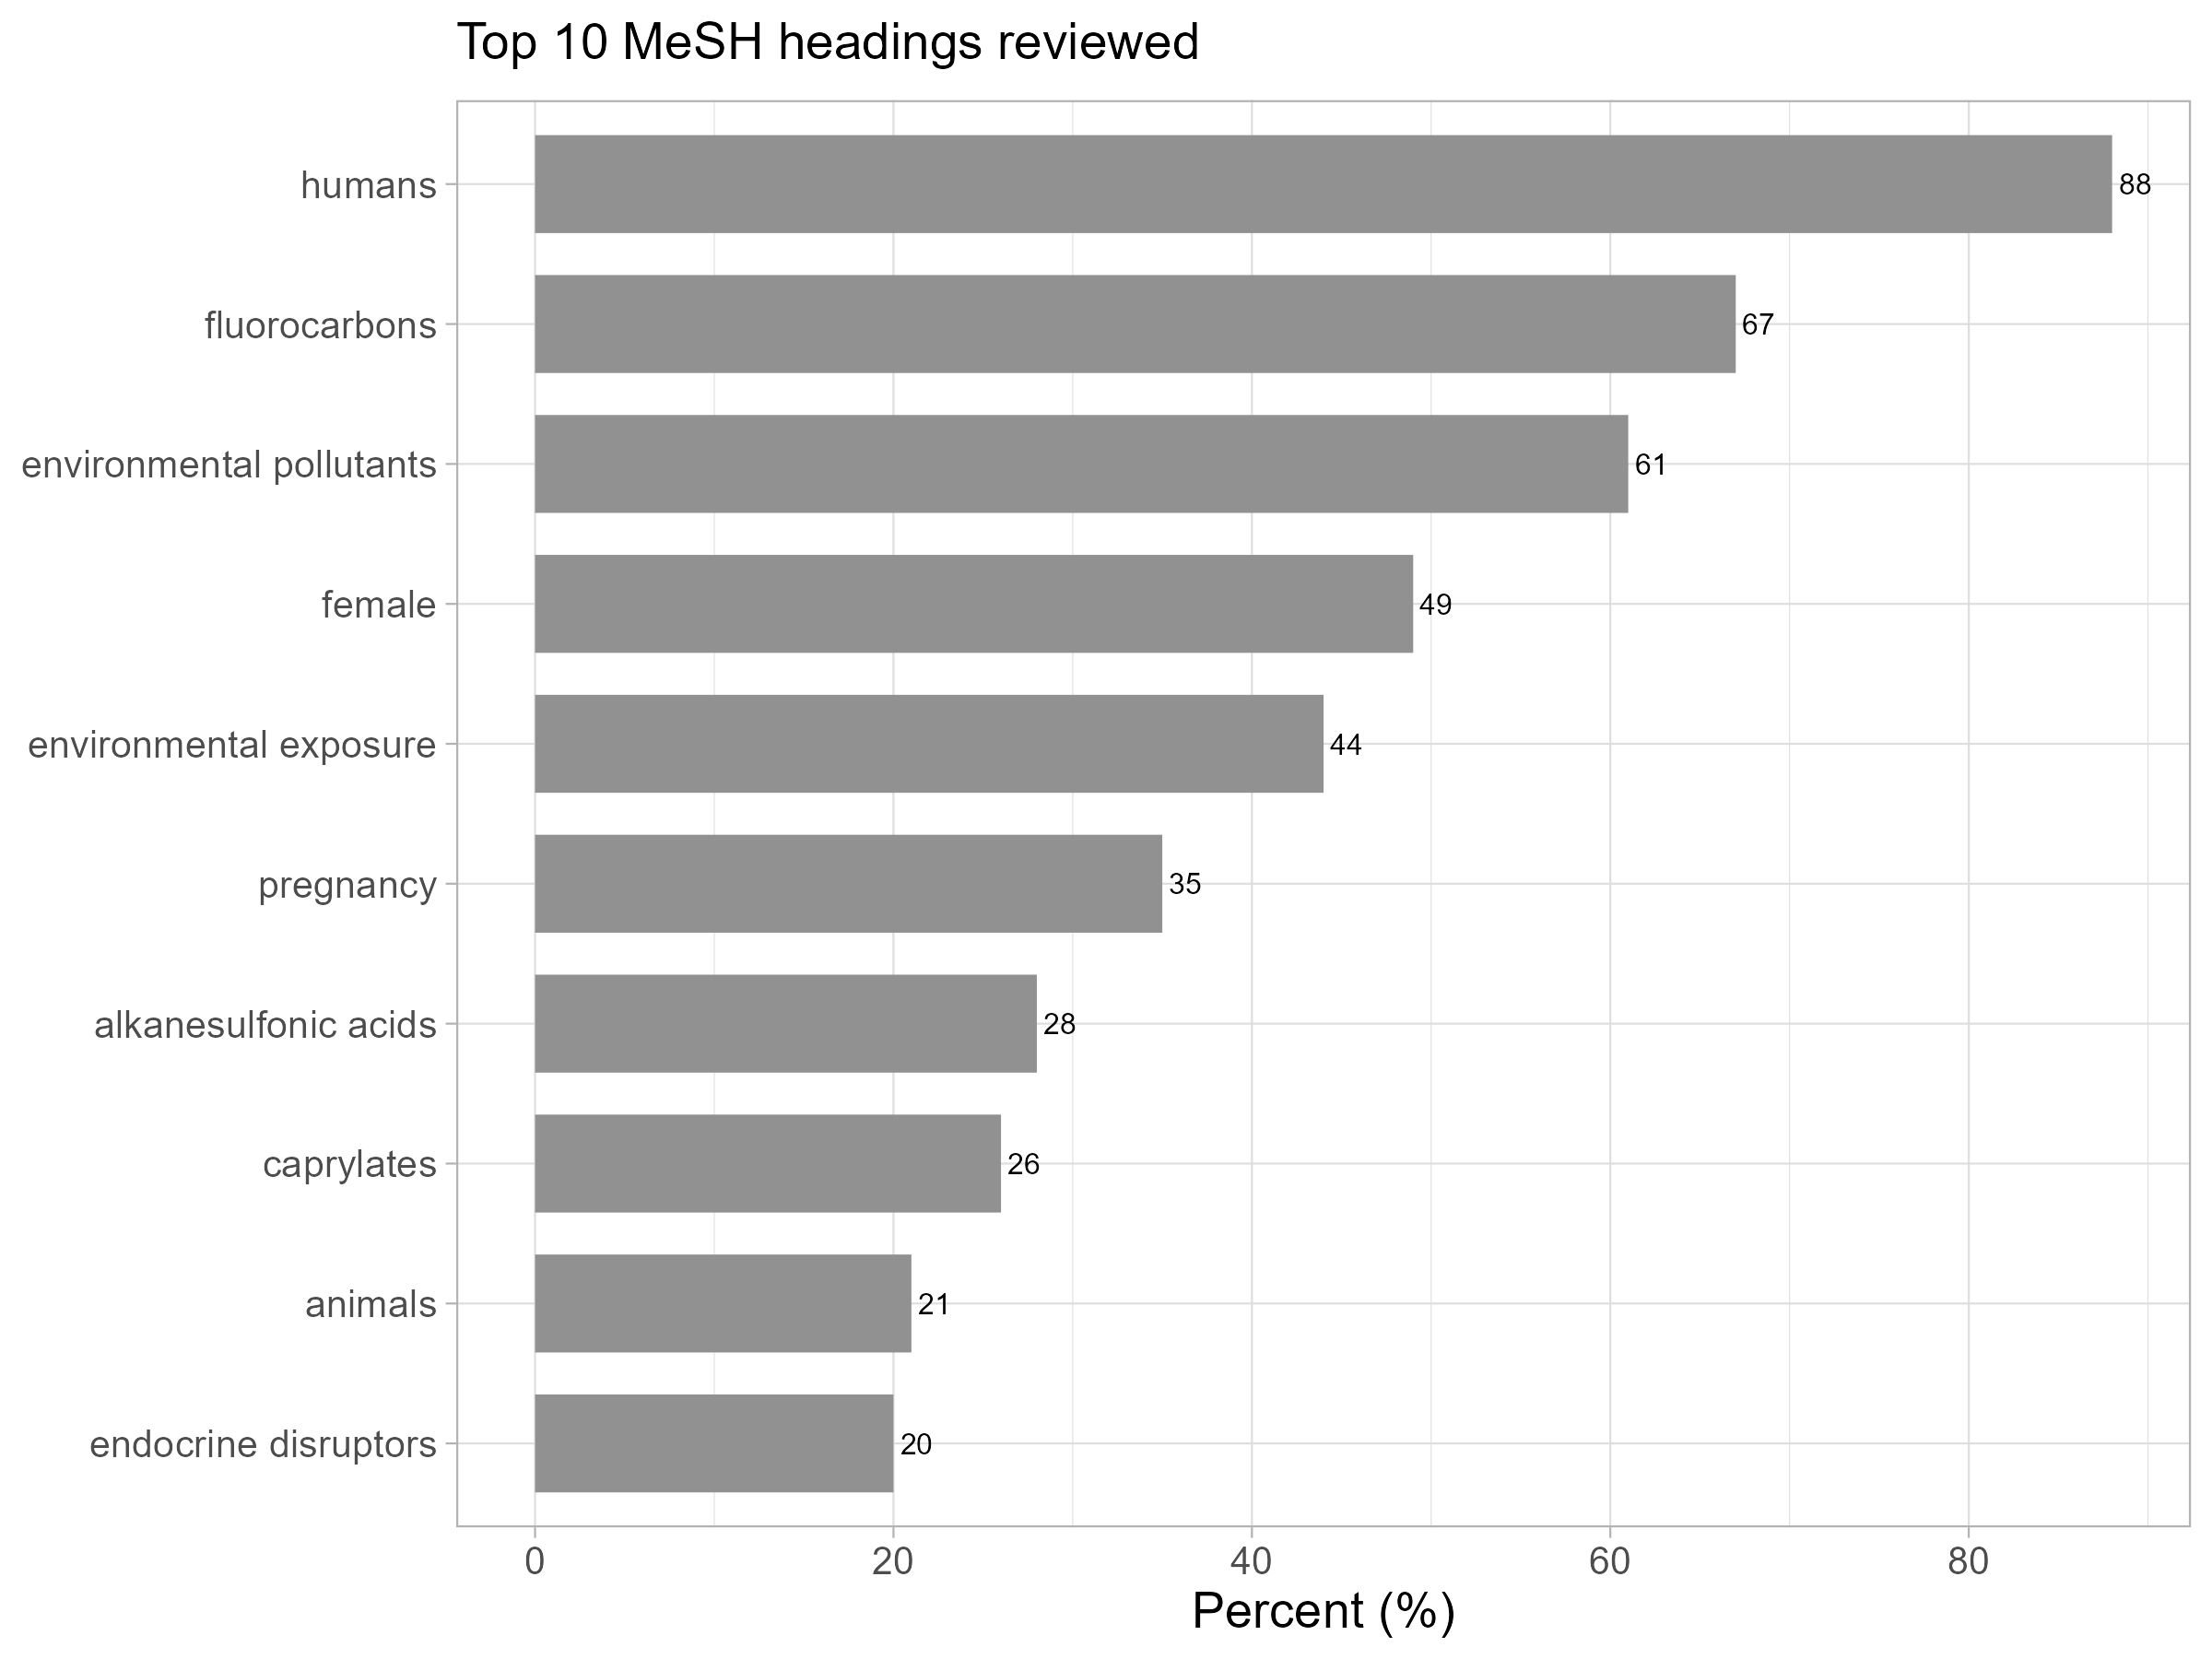 Top 10 MeSH headings reviewed
humans 88
fluorocarbons 67
environmental pollutants 61
female 49
environmental exposure 44
pregnancy 35
alkanesulfonic acids 28
caprylates 26
animals 21
endocrine disruptors 20
0 20 40 60 80
Percent (%)